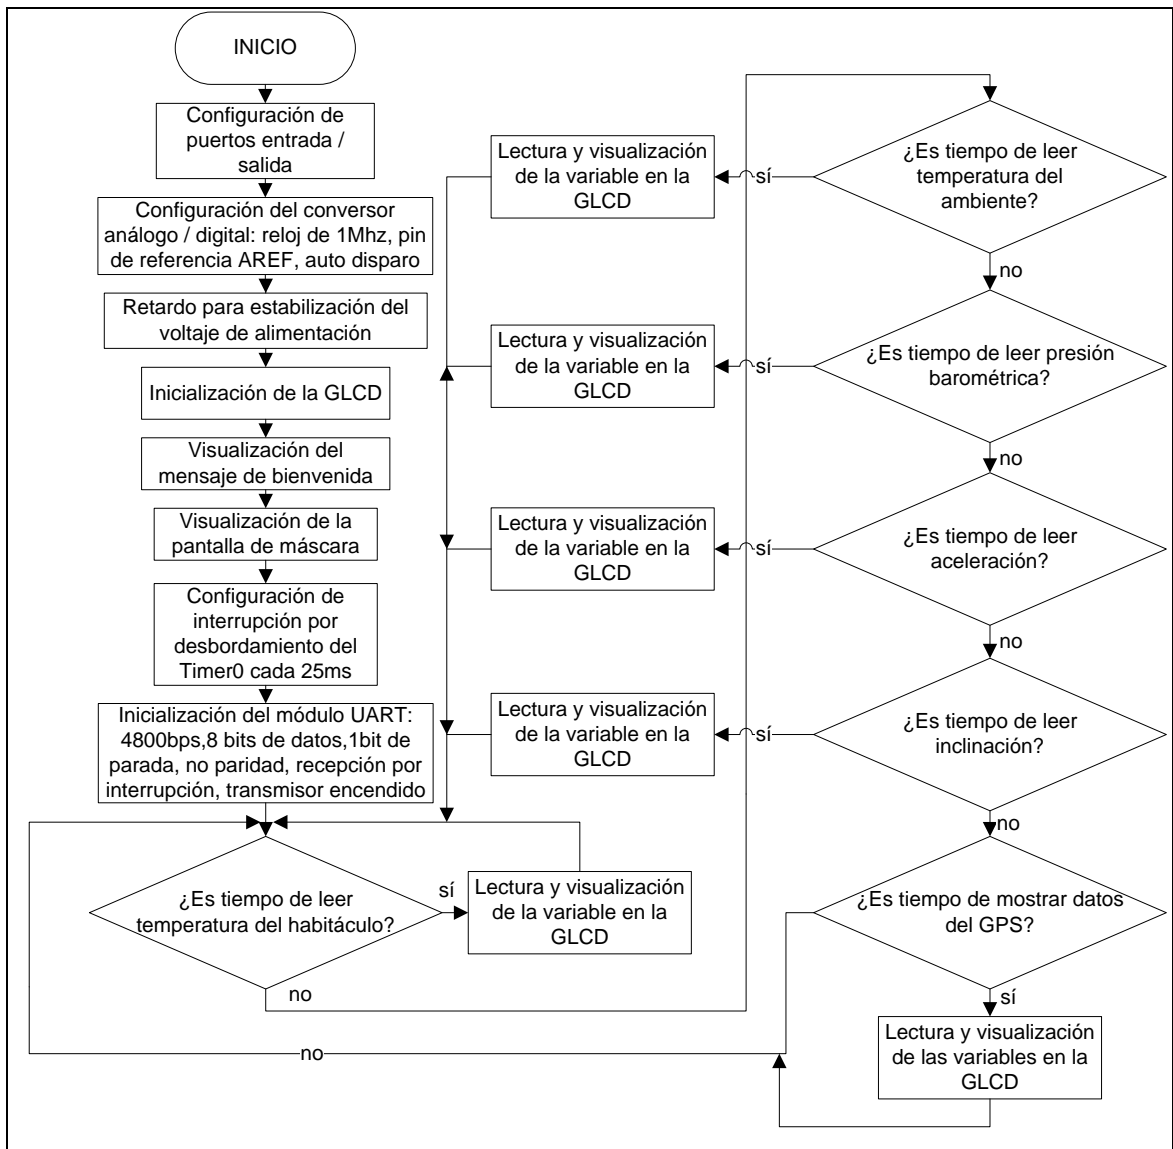 INICIO
Configuración de
puertos entrada /
salida
Configuración del conversor
análogo / digital: reloj de 1Mhz, pin
de referencia AREF, auto disparo
Retardo para estabilización del
voltaje de alimentación
Inicialización de la GLCD
Visualización del
mensaje de bienvenida
Visualización de la
pantalla de máscara
Configuración de
interrupción por
desbordamiento del
Timer0 cada 25ms
Inicialización del módulo UART:
4800bps,8 bits de datos,1bit de
parada, no paridad, recepción por
interrupción, transmisor encendido
¿Es tiempo de leer
temperatura del habitáculo?
sí
Lectura y visualización
de la variable en la
GLCD
no
¿Es tiempo de leer
temperatura del
ambiente?
sí
Lectura y visualización
de la variable en la
GLCD
no
¿Es tiempo de leer presión
barométrica?
sí
Lectura y visualización
de la variable en la
GLCD
no
¿Es tiempo de leer
aceleración?
sí
Lectura y visualización
de la variable en la
GLCD
no
¿Es tiempo de leer
inclinación?
sí
Lectura y visualización
de la variable en la
GLCD
no
¿Es tiempo de mostrar datos
del GPS?
sí
Lectura y visualización
de las variables en la
GLCD
no